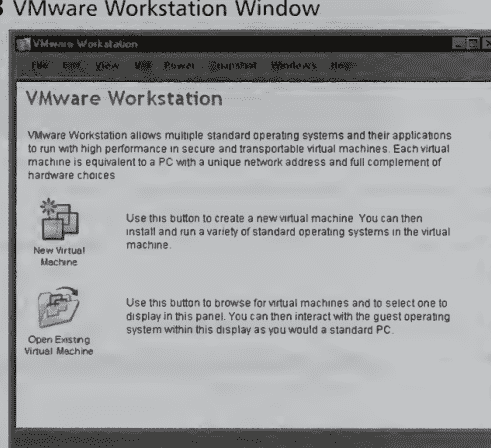 VMware Workstation Window
VMware Workstation
File Edit View VM Power Snapshot Windows Help
VMware Workstation
VMware Workstation allows multiple standard operating systems and their applications
to run with high performance in secure and transportable virtual machines. Each virtual
machine is equivalent to a PC with a unique network address and full complement of
hardware choices
New Virtual
Machine
Use this button to create a new virtual machine You can then
install and run a variety of standard operating systems in the virtual
machine.
Open Existing
Virtual Machine
Use this button to browse for virtual machines and to select one to
display in this panel. You can then interact with the guest operating
system within this display as you would a standard PC.